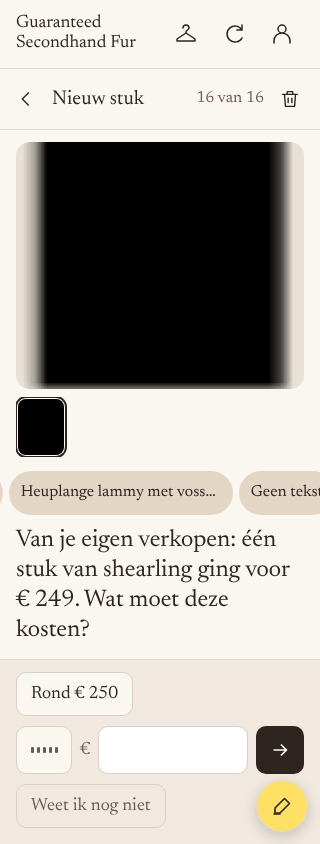 Guaranteed
Secondhand Fur
Nieuw stuk
16 van 16
Heuplange lammy met voss...
Geen tekst
Van je eigen verkopen: één
stuk van shearling ging voor
€ 249. Wat moet deze
kosten?
Rond € 250
€
Weet ik nog niet